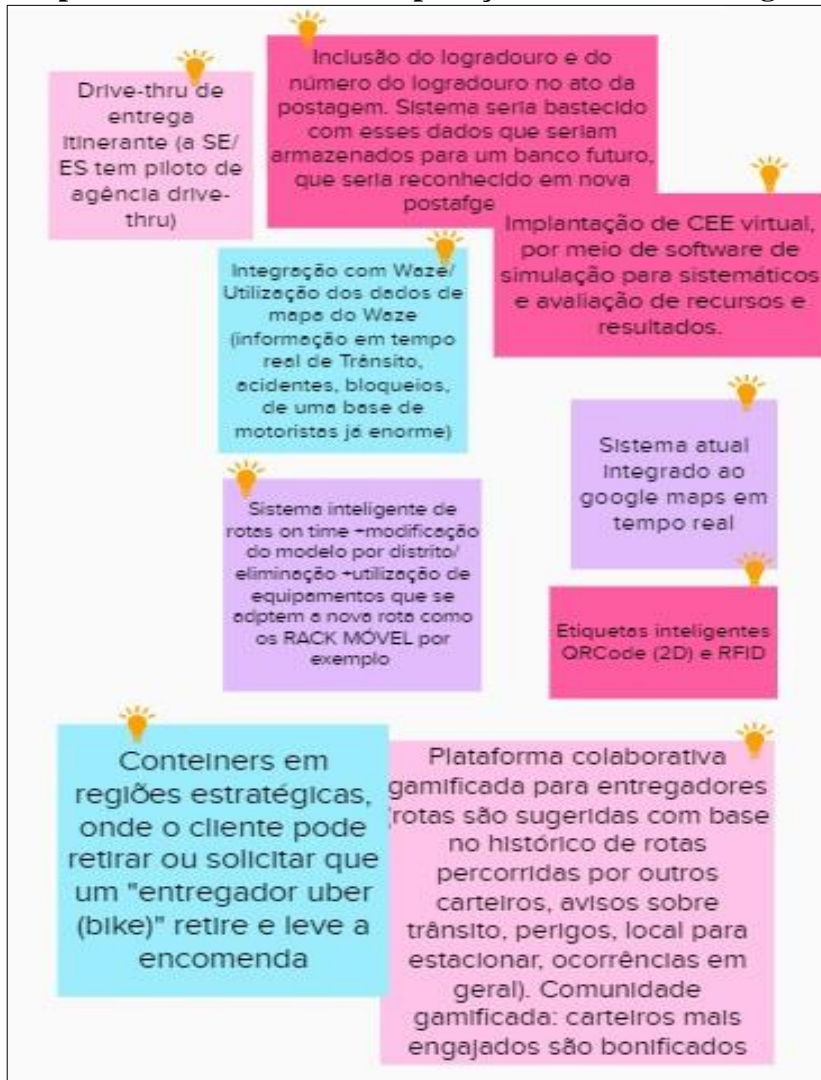 Drive-thru de
entrega
itinerante (a SE/
ES tem piloto de
agência drive-
thru)
Inclusão do logradouro e do
número do logradouro no ato da
postagem. Sistema seria bastecido
com esses dados que seriam
armazenados para um banco futuro,
que seria reconhecido em nova
postafge
Implantação de CEE virtual,
por meio de software de
simulação para sistemáticos
e avaliação de recursos e
resultados.
Integração com Waze/
Utilização dos dados de
mapa do Waze
(informação em tempo
real de Trânsito,
acidentes, bloqueios,
de uma base de
motoristas já enorme)
Sistema atual
integrado ao
google maps em
tempo real
Sistema inteligente de
rotas on time +modificação
do modelo por distrito/
eliminação +utilização de
equipamentos que se
adptem a nova rota como
os RACK MÓVEL por
exemplo
Etiquetas inteligentes
QRCode (2D) e RFID
Conteiners em
regiões estratégicas,
onde o cliente pode
retirar ou solicitar que
um "entregador uber
(bike)" retire e leve a
encomenda
Plataforma colaborativa
gamificada para entregadores
(rotas são sugeridas com base
no histórico de rotas
percorridas por outros
carteiros, avisos sobre
trânsito, perigos, local para
estacionar, ocorrências em
geral). Comunidade
gamificada: carteiros mais
engajados são bonificados